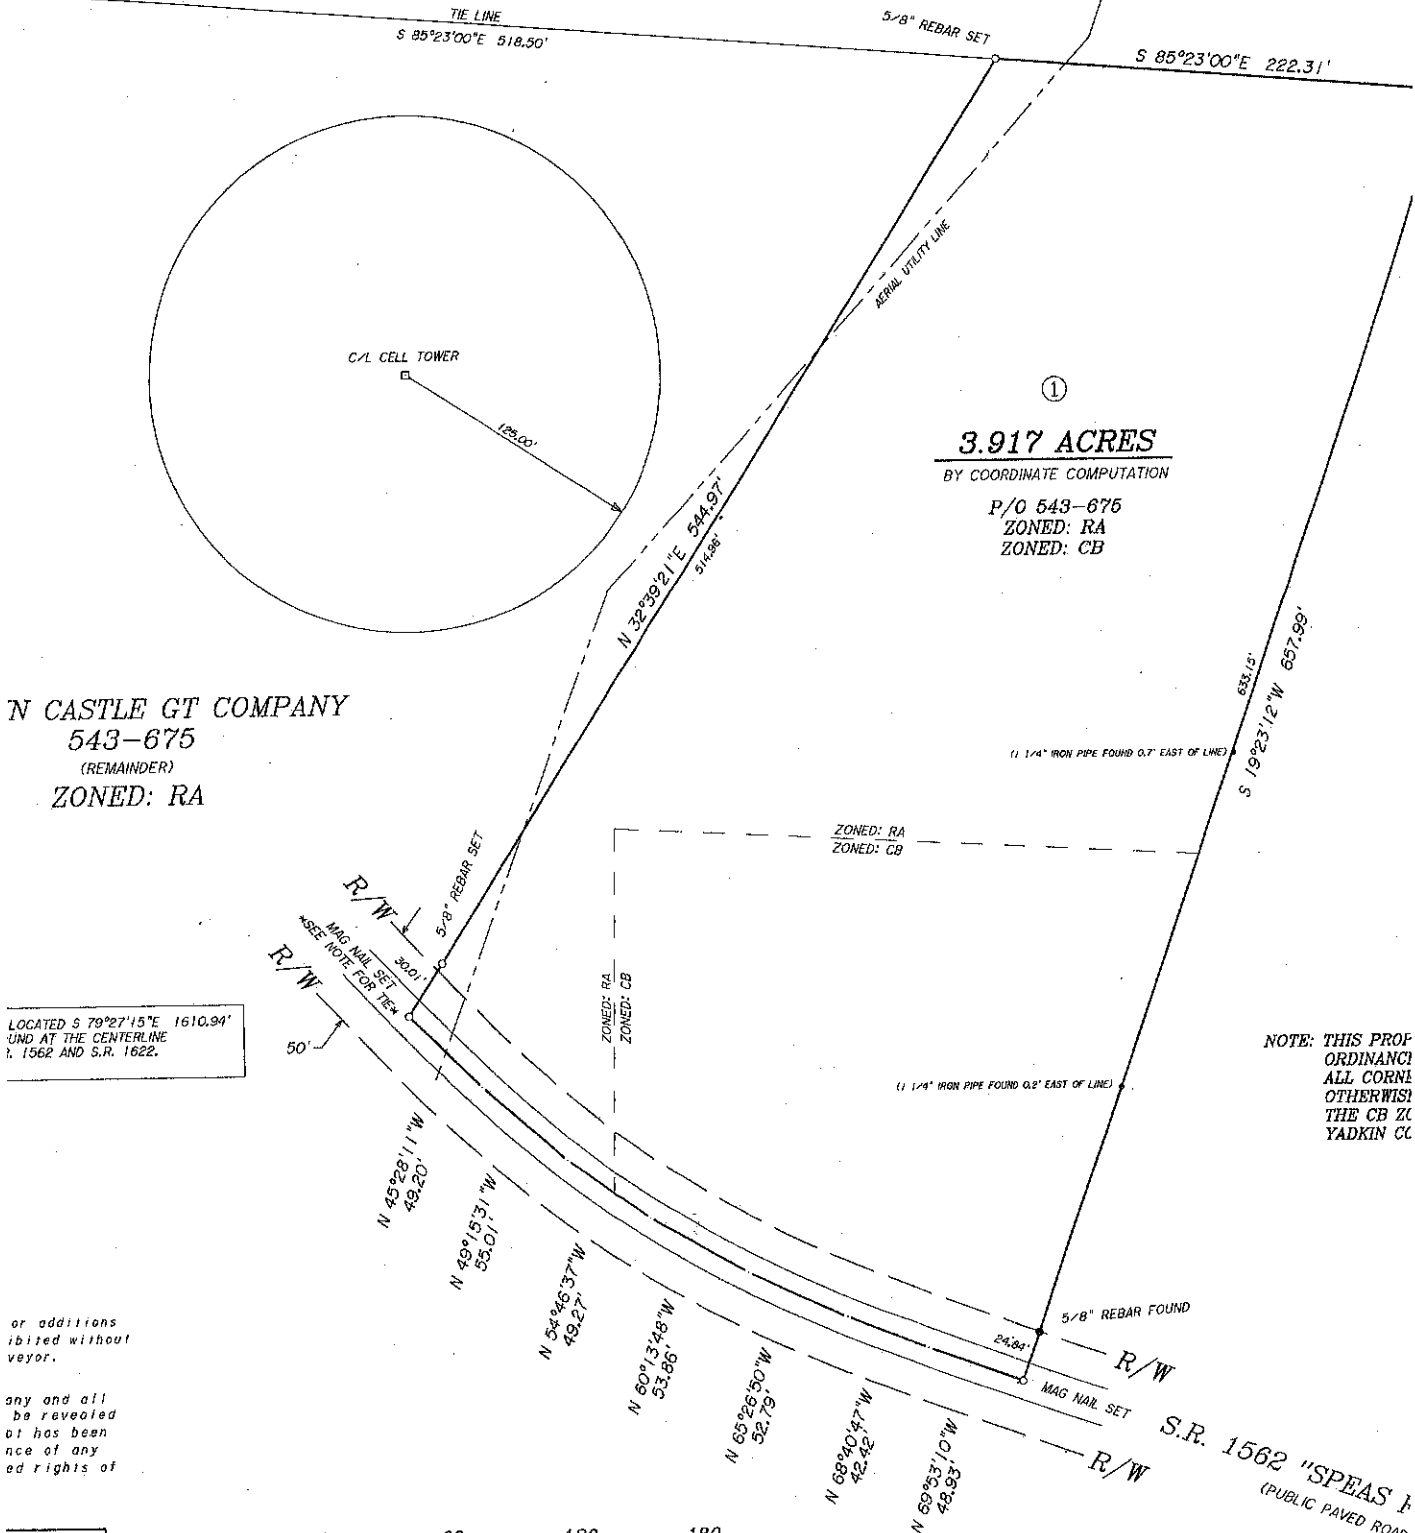 TIE LINE
S 85°23'00"E 518.50'
5/8" REBAR SET
S 85°23'00"E 222.31'
AERIAL UTILITY LINE
C/L CELL TOWER
125.00'
1
3.917 ACRES
BY COORDINATE COMPUTATION
P/O 543-675
ZONED: RA
ZONED: CB
N 32°39'21"E 544.97'
514.96'
633.15'
S 19°23'12"W 657.99'
N CASTLE GT COMPANY
543-675
(REMAINDER)
ZONED: RA
(1 1/4" IRON PIPE FOUND 0.7' EAST OF LINE)
ZONED: RA
ZONED: CB
5/8" REBAR SET
R/W
MAG NAIL SET
*SEE NOTE FOR TIE*
30.01'
R/W
ZONED: RA
ZONED: CB
LOCATED S 79°27'15"E 1610.94'
UND AT THE CENTERLINE
. 1562 AND S.R. 1622.
50'
NOTE: THIS PROP
ORDINANC
ALL CORN
OTHERWIS
THE CB ZO
YADKIN CO
(1 1/4" IRON PIPE FOUND 0.2' EAST OF LINE)
N 45°28'11"W
49.20'
N 49°15'31"W
55.01'
N 54°46'37"W
49.27'
N 60°13'48"W
53.86'
N 65°26'50"W
52.79'
N 68°40'47"W
42.42'
N 69°53'10"W
48.93'
24.84'
5/8" REBAR FOUND
R/W
MAG NAIL SET
R/W
S.R. 1562 "SPEAS
(PUBLIC PAVED ROAD
or additions
ibited without
veyor.
any and all
be revealed
ot has been
nce of any
ed rights of
60 120 180